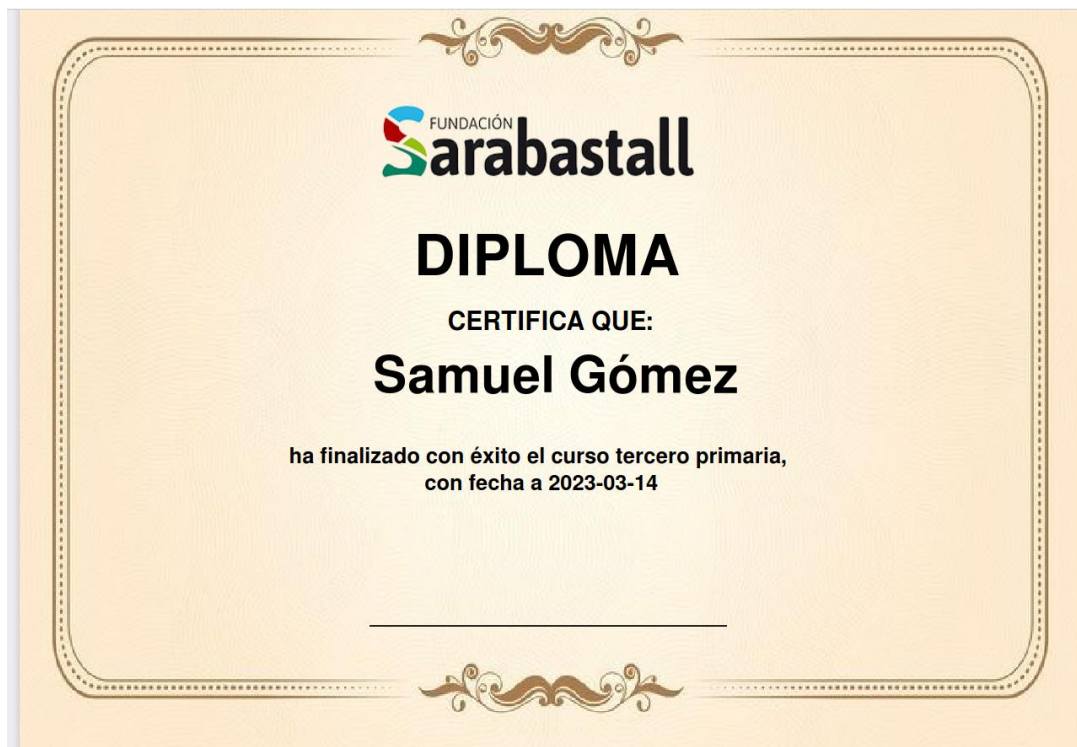 FUNDACIÓN
Sarabastall
DIPLOMA
CERTIFICA QUE:
Samuel Gómez
ha finalizado con éxito el curso tercero primaria,
con fecha a 2023-03-14